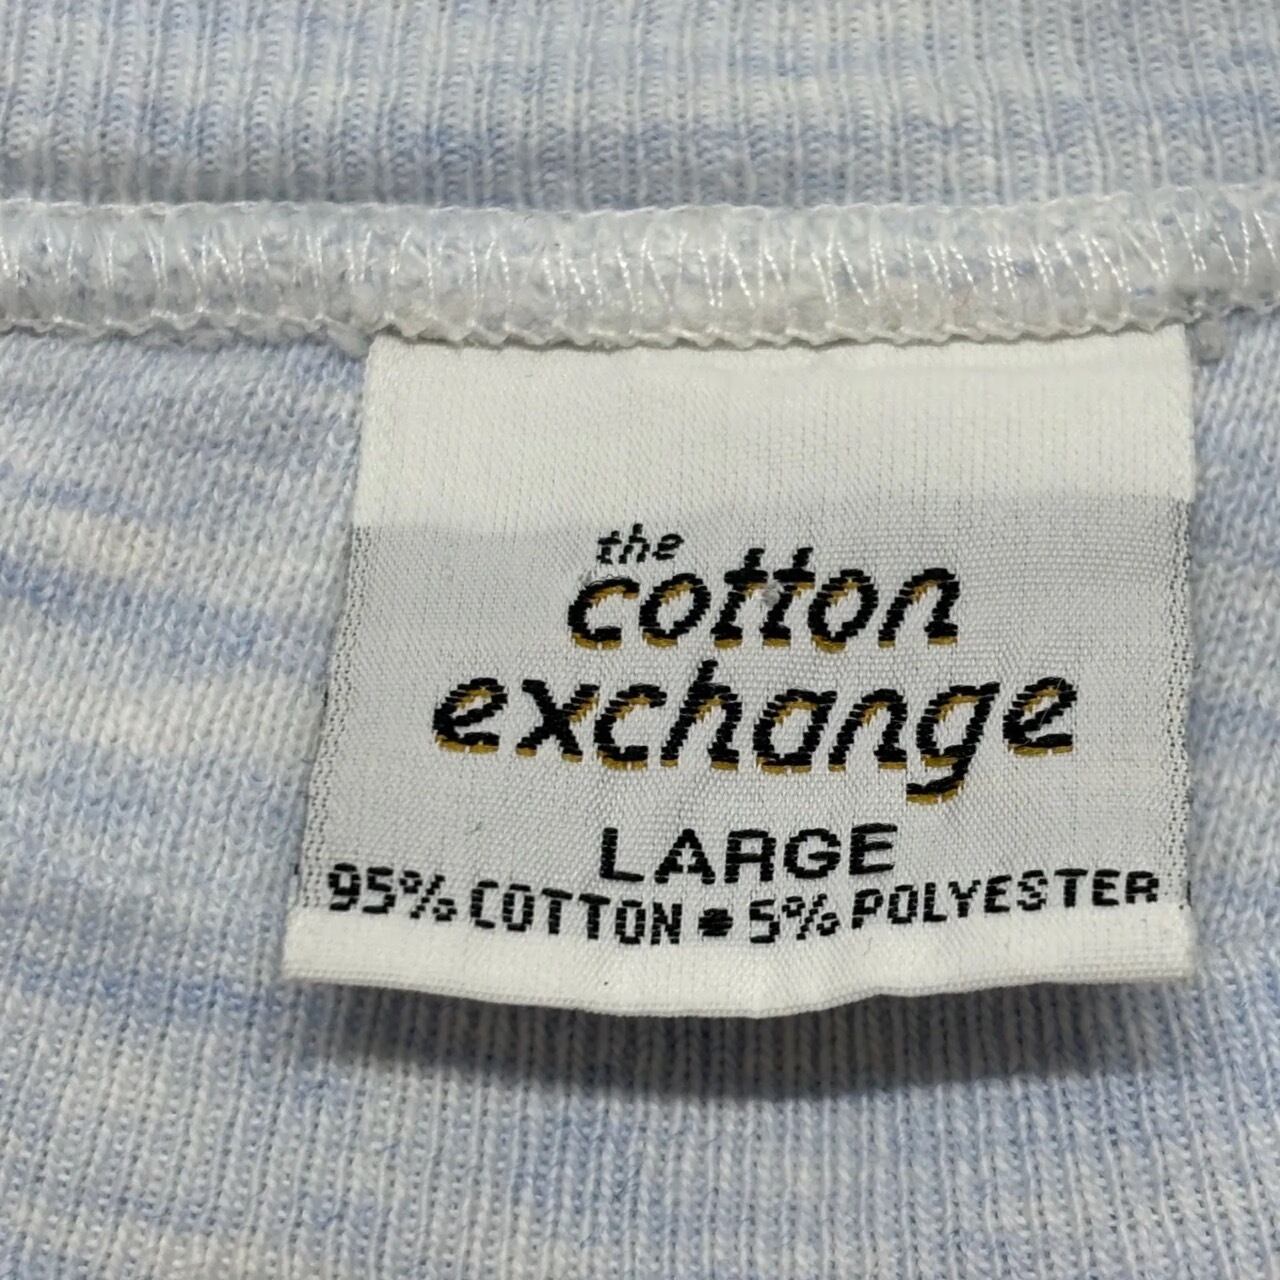 the
cotton
exchange
LARGE
95% COTTON • 5% POLYESTER